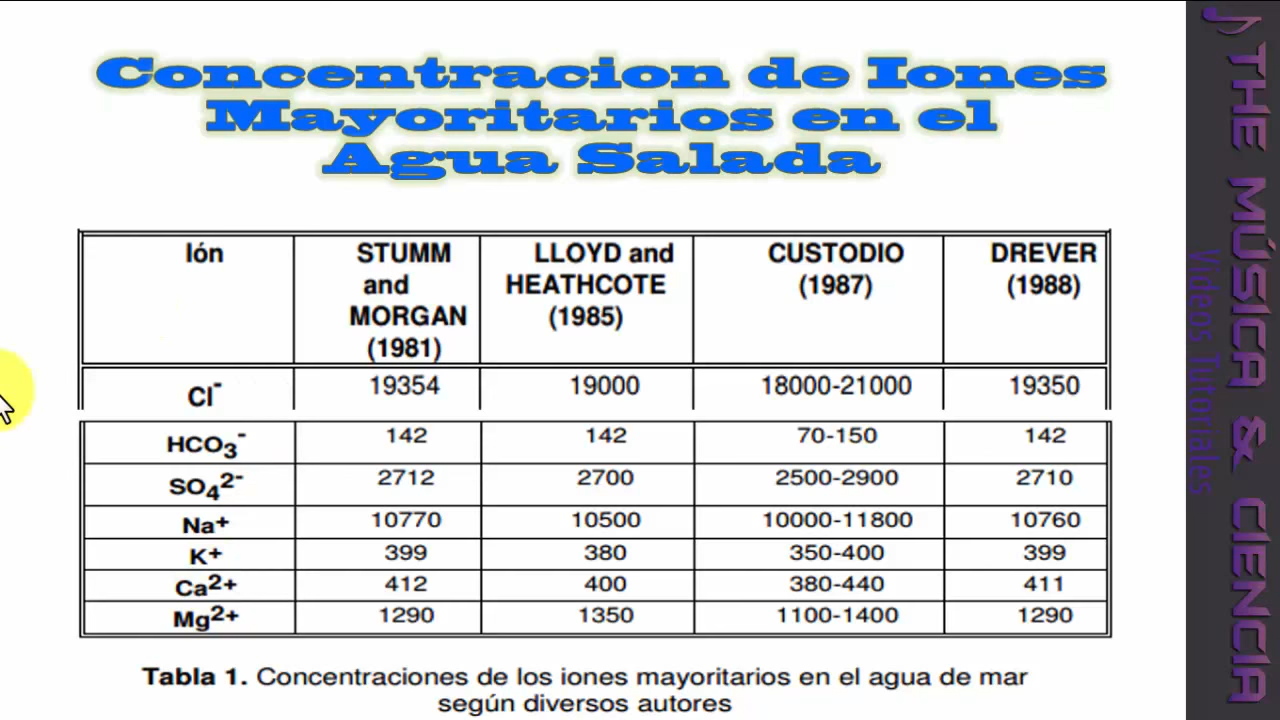 Concentracion de Iones
Mayoritarios en el
Agua Salada
Ión STUMM and MORGAN (1981) LLOYD and HEATHCOTE (1985) CUSTODIO (1987) DREVER (1988)
Cl⁻ 19354 19000 18000-21000 19350
HCO₃⁻ 142 142 70-150 142
SO₄²⁻ 2712 2700 2500-2900 2710
Na⁺ 10770 10500 10000-11800 10760
K⁺ 399 380 350-400 399
Ca²⁺ 412 400 380-440 411
Mg²⁺ 1290 1350 1100-1400 1290
Tabla 1. Concentraciones de los iones mayoritarios en el agua de mar
según diversos autores
THE MÚSICA & CIENCIA
Videos Tutoriales